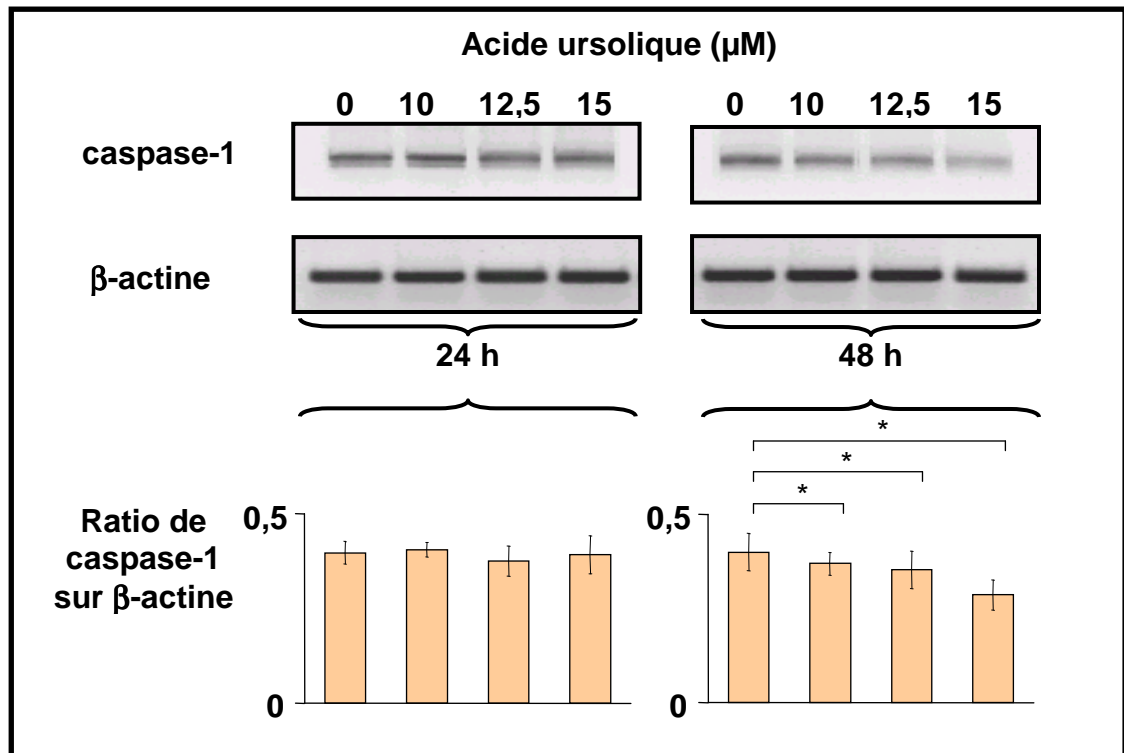 Acide ursolique (µM)
0 10 12,5 15 0 10 12,5 15
caspase-1
β-actine
24 h 48 h
*
*
*
Ratio de
caspase-1
sur β-actine
0,5 0,5
0 0